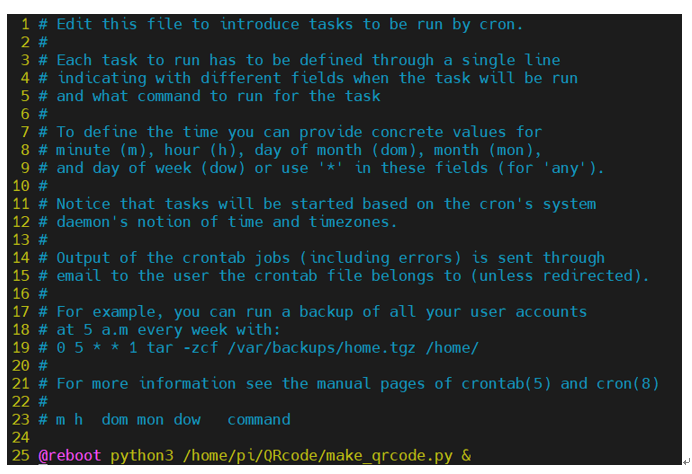 1 # Edit this file to introduce tasks to be run by cron.
2 #
3 # Each task to run has to be defined through a single line
4 # indicating with different fields when the task will be run
5 # and what command to run for the task
6 #
7 # To define the time you can provide concrete values for
8 # minute (m), hour (h), day of month (dom), month (mon),
9 # and day of week (dow) or use '*' in these fields (for 'any').
10 #
11 # Notice that tasks will be started based on the cron's system
12 # daemon's notion of time and timezones.
13 #
14 # Output of the crontab jobs (including errors) is sent through
15 # email to the user the crontab file belongs to (unless redirected).
16 #
17 # For example, you can run a backup of all your user accounts
18 # at 5 a.m every week with:
19 # 0 5 * * 1 tar -zcf /var/backups/home.tgz /home/
20 #
21 # For more information see the manual pages of crontab(5) and cron(8)
22 #
23 # m h  dom mon dow   command
24
25 @reboot python3 /home/pi/QRcode/make_qrcode.py &